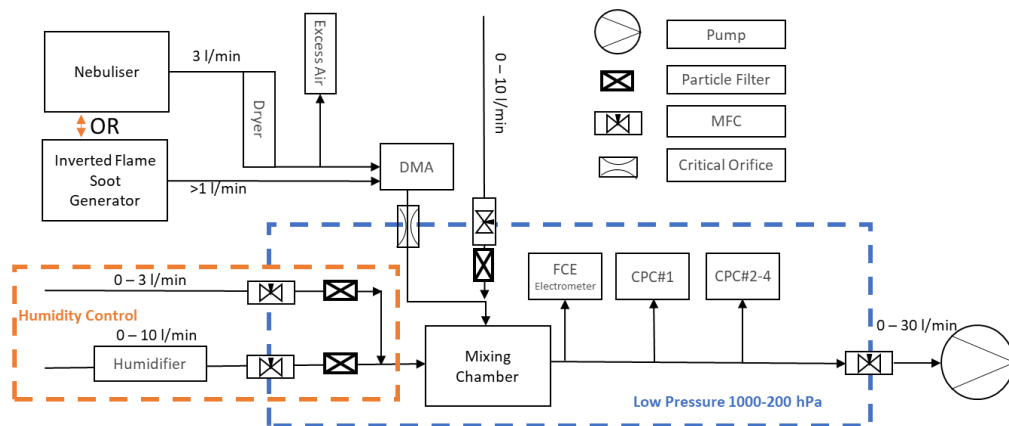 Nebuliser
3 l/min
Excess Air
Dryer
OR
Inverted Flame
Soot
Generator
>1 l/min
DMA
0 – 10 l/min
Pump
Particle Filter
MFC
Critical Orifice
0 – 3 l/min
Humidity Control
0 – 10 l/min
Humidifier
Mixing
Chamber
FCE
Electrometer
CPC#1
CPC#2-4
0 – 30 l/min
Low Pressure 1000-200 hPa